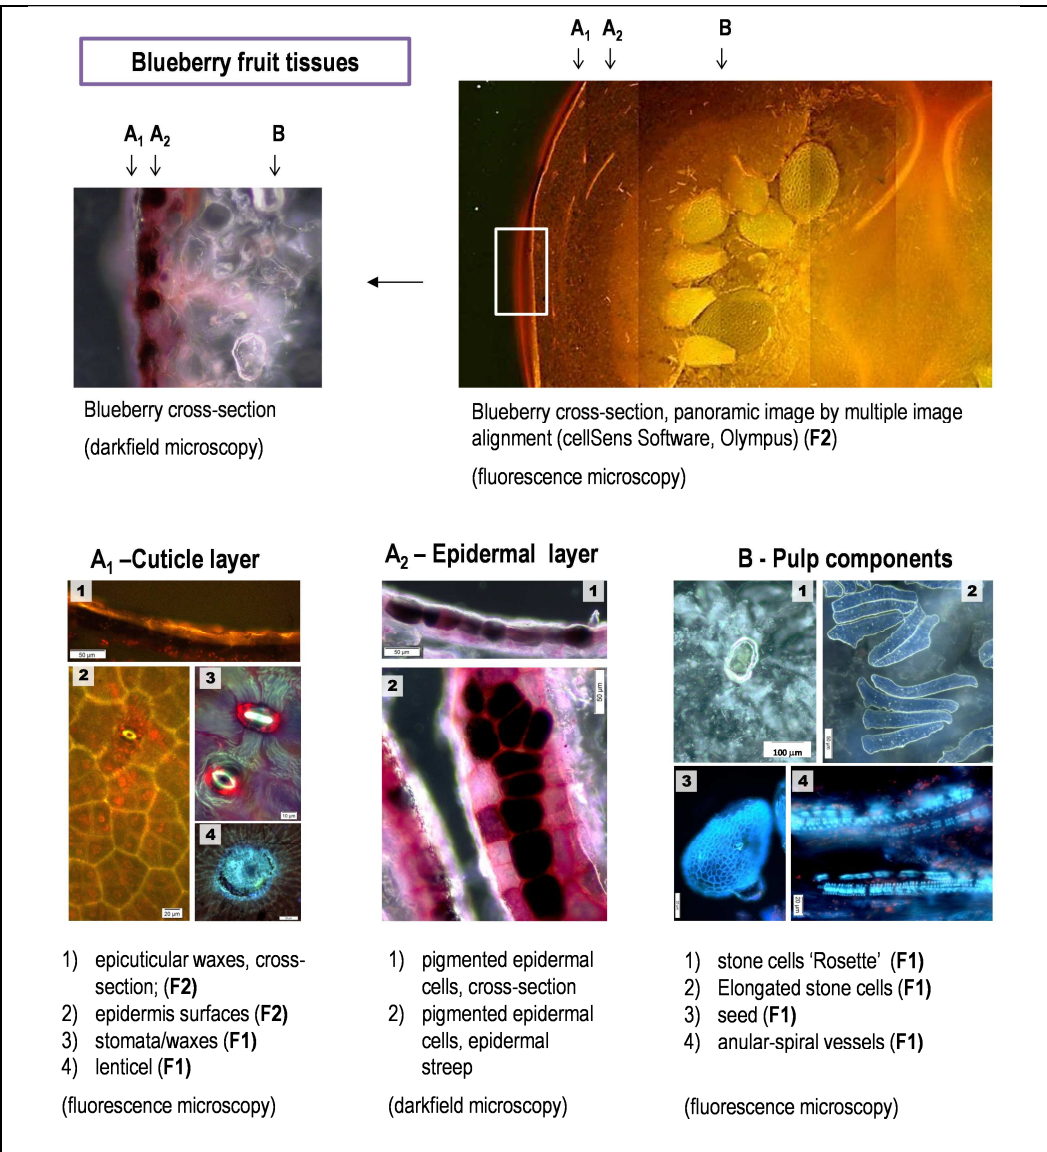 Blueberry fruit tissues
A1 A2 B
A1 A2 B
Blueberry cross-section
(darkfield microscopy)
Blueberry cross-section, panoramic image by multiple image
alignment (cellSens Software, Olympus) (F2)
(fluorescence microscopy)
A1 –Cuticle layer
1
50 µm
2
20 µm
3
10 µm
4
1) epicuticular waxes, cross-
section; (F2)
2) epidermis surfaces (F2)
3) stomata/waxes (F1)
4) lenticel (F1)
(fluorescence microscopy)
A2 – Epidermal layer
1
50 µm
2
50 µm
1) pigmented epidermal
cells, cross-section
2) pigmented epidermal
cells, epidermal
streep
(darkfield microscopy)
B - Pulp components
1
100 µm
2
3
4
20 µm
1) stone cells ‘Rosette’ (F1)
2) Elongated stone cells (F1)
3) seed (F1)
4) anular-spiral vessels (F1)
(fluorescence microscopy)